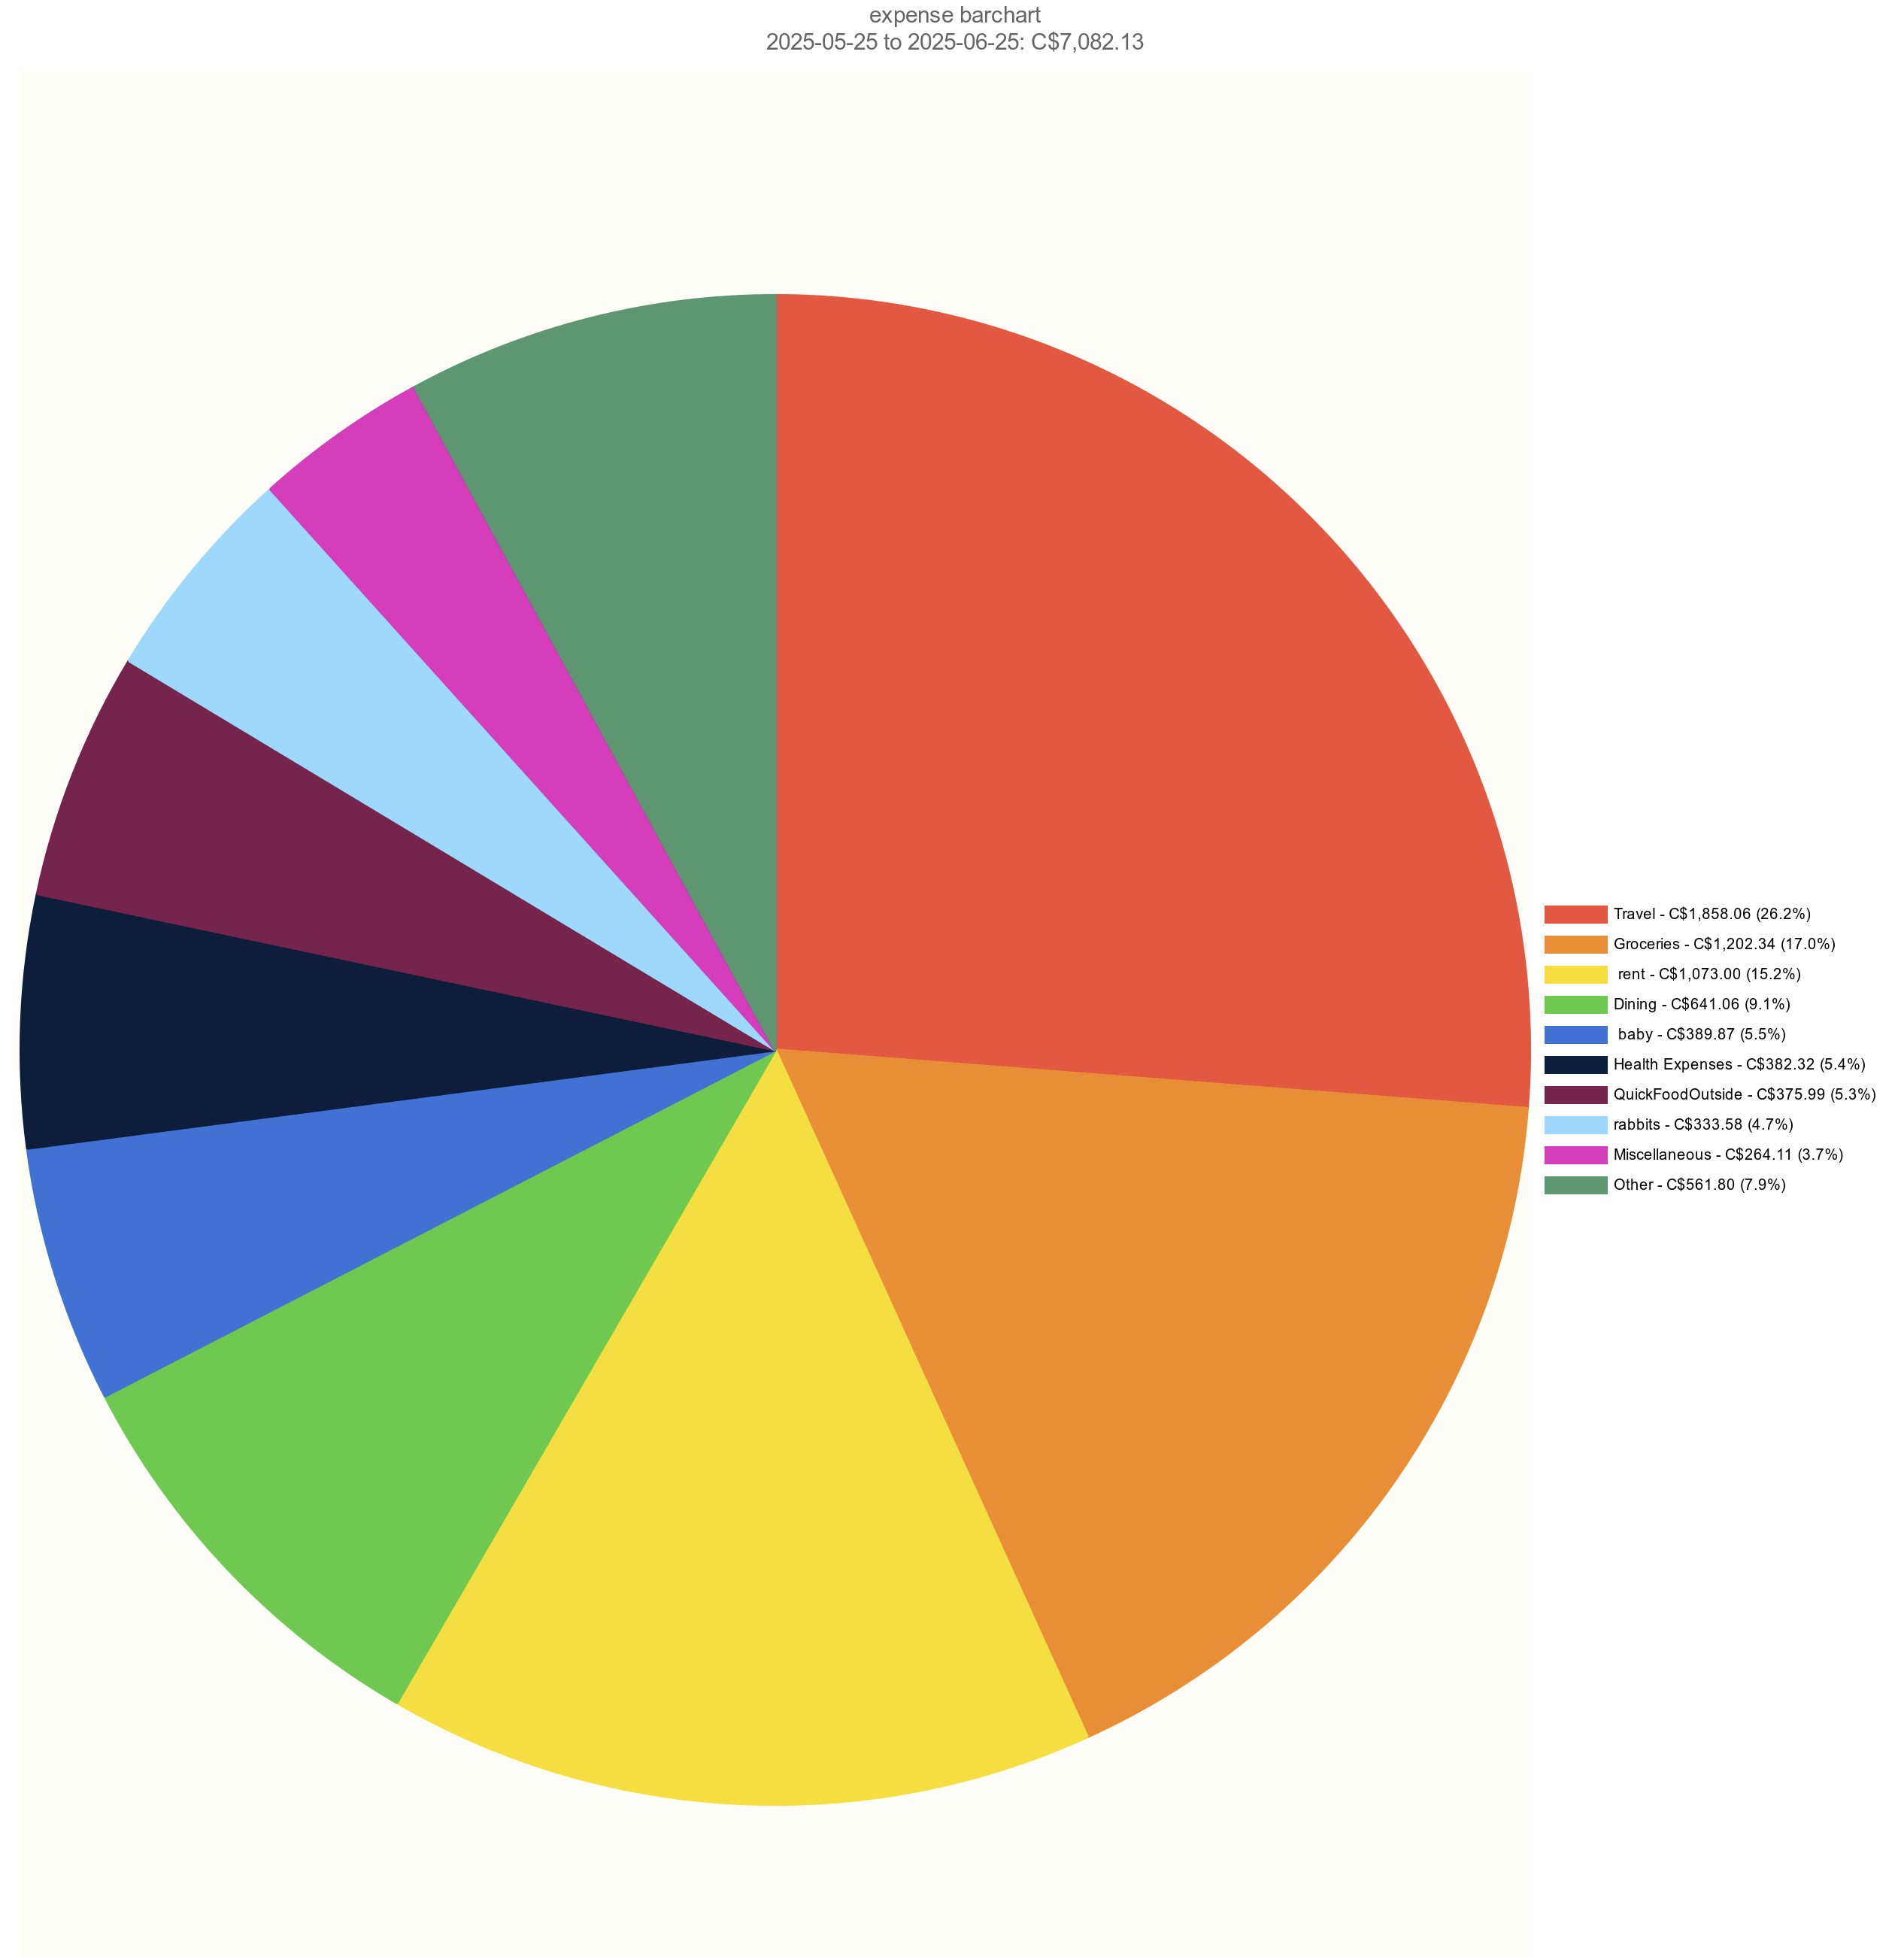 expense barchart
2025-05-25 to 2025-06-25: C$7,082.13
Travel - C$1,858.06 (26.2%)
Groceries - C$1,202.34 (17.0%)
rent - C$1,073.00 (15.2%)
Dining - C$641.06 (9.1%)
baby - C$389.87 (5.5%)
Health Expenses - C$382.32 (5.4%)
QuickFoodOutside - C$375.99 (5.3%)
rabbits - C$333.58 (4.7%)
Miscellaneous - C$264.11 (3.7%)
Other - C$561.80 (7.9%)